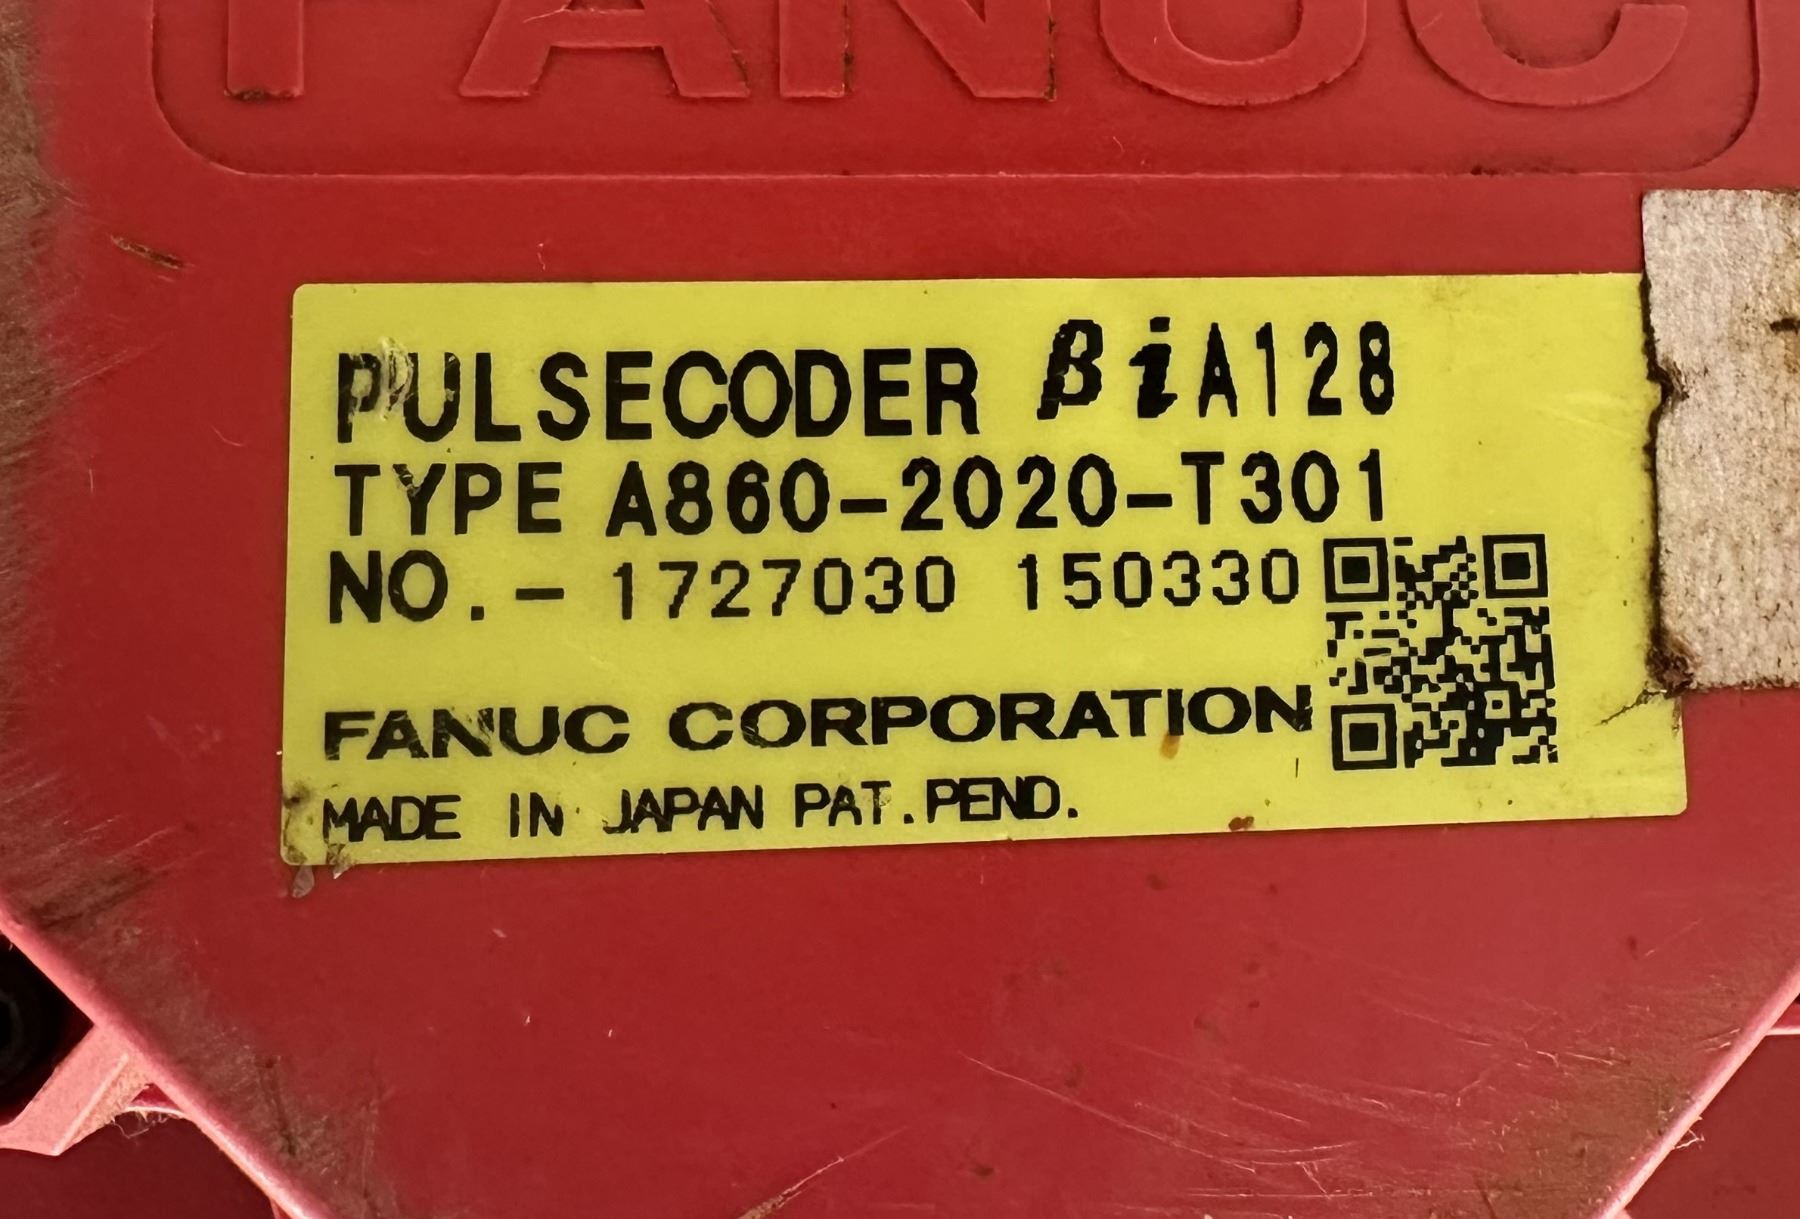 FANUC
PULSECODER βiA128
TYPE A860-2020-T301
NO.- 1727030 150330
FANUC CORPORATION
MADE IN JAPAN PAT.PEND.